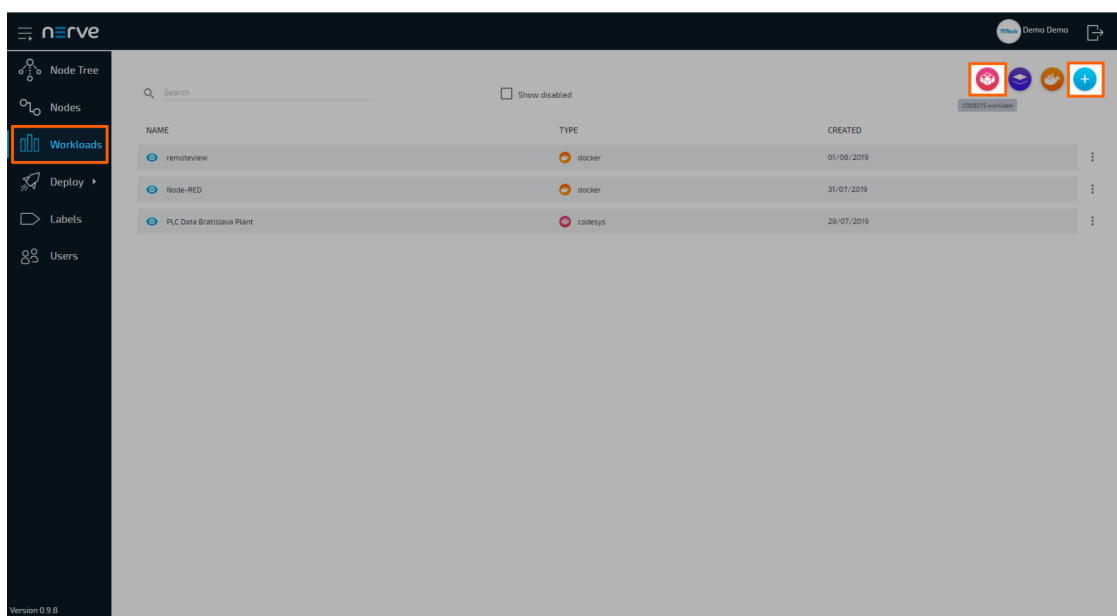 nerve
TTTech Demo Demo
Node Tree
Nodes
Workloads
Deploy
Labels
Users
Search
Show disabled
CODESYS workload
NAME TYPE CREATED
remoteview docker 01/08/2019
Node-RED docker 31/07/2019
PLC Data Bratislava Plant codesys 29/07/2019
Version 0.9.8